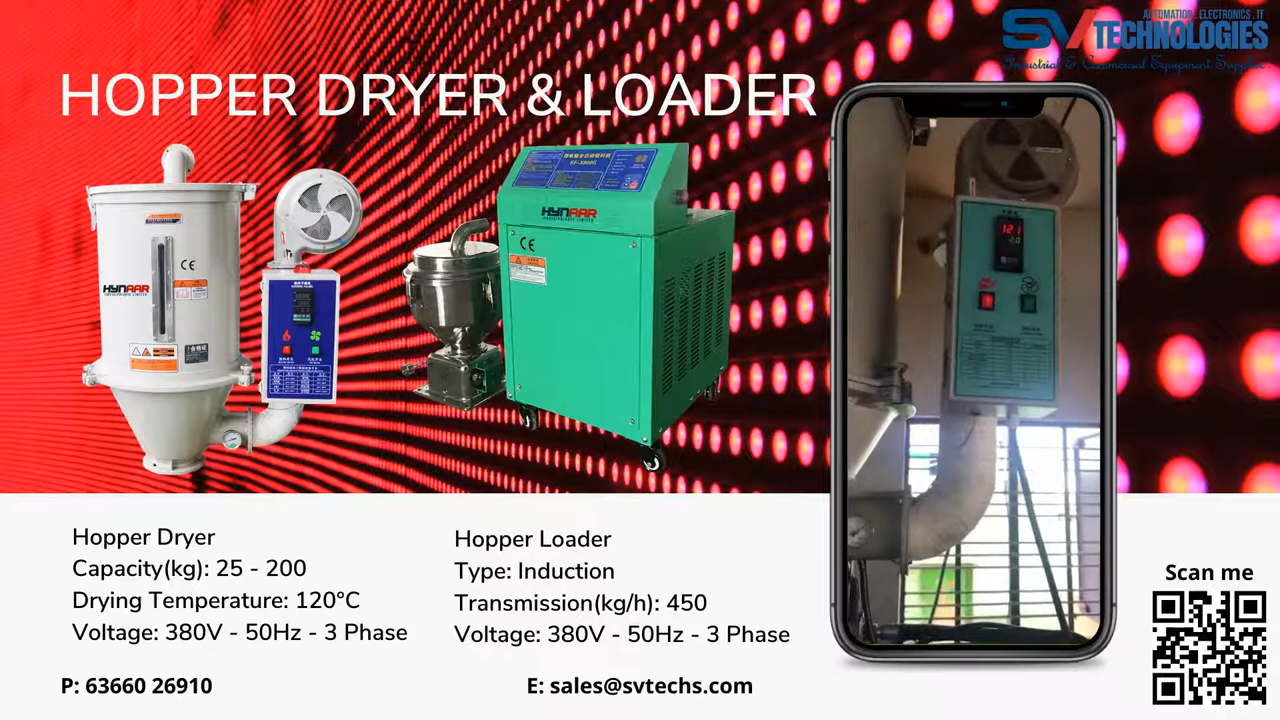 AUTOMATION . ELECTRONICS . IT
SV TECHNOLOGIES
Industrial & Commercial Equipment Supplier
HOPPER DRYER & LOADER
HYNAAR
CE
HYNAAR
CE
121
Hopper Dryer
Capacity(kg): 25 - 200
Drying Temperature: 120°C
Voltage: 380V - 50Hz - 3 Phase
Hopper Loader
Type: Induction
Transmission(kg/h): 450
Voltage: 380V - 50Hz - 3 Phase
Scan me
P: 63660 26910
E: sales@svtechs.com